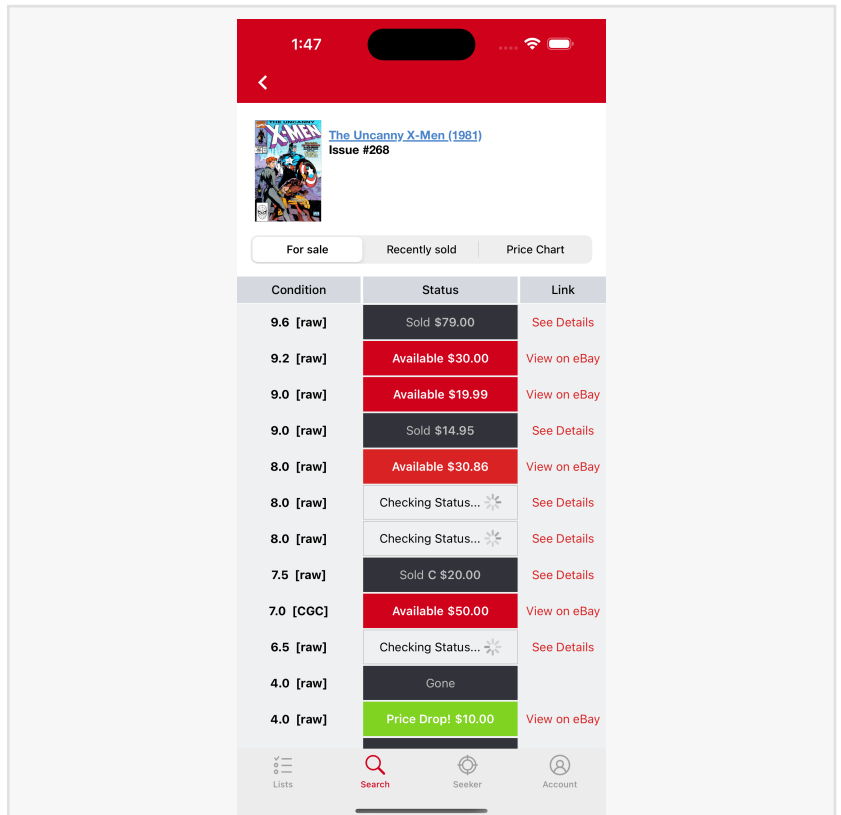 1:47
THE UNCANNY
X-MEN
The Uncanny X-Men (1981)
Issue #268
For sale Recently sold Price Chart
Condition Status Link
9.6 [raw] Sold $79.00 See Details
9.2 [raw] Available $30.00 View on eBay
9.0 [raw] Available $19.99 View on eBay
9.0 [raw] Sold $14.95 See Details
8.0 [raw] Available $30.86 View on eBay
8.0 [raw] Checking Status... See Details
8.0 [raw] Checking Status... See Details
7.5 [raw] Sold C $20.00 See Details
7.0 [CGC] Available $50.00 View on eBay
6.5 [raw] Checking Status... See Details
4.0 [raw] Gone
4.0 [raw] Price Drop! $10.00 View on eBay
Lists Search Seeker Account